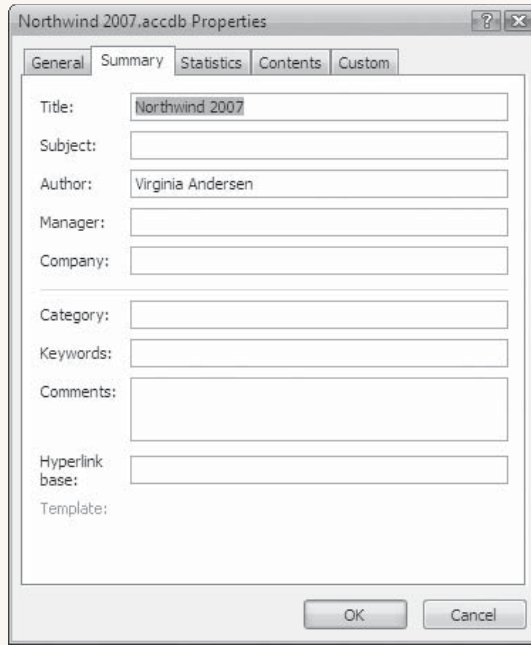 Northwind 2007.accdb Properties
General Summary Statistics Contents Custom
Title: Northwind 2007
Subject:
Author: Virginia Andersen
Manager:
Company:
Category:
Keywords:
Comments:
Hyperlink
base:
Template:
OK Cancel